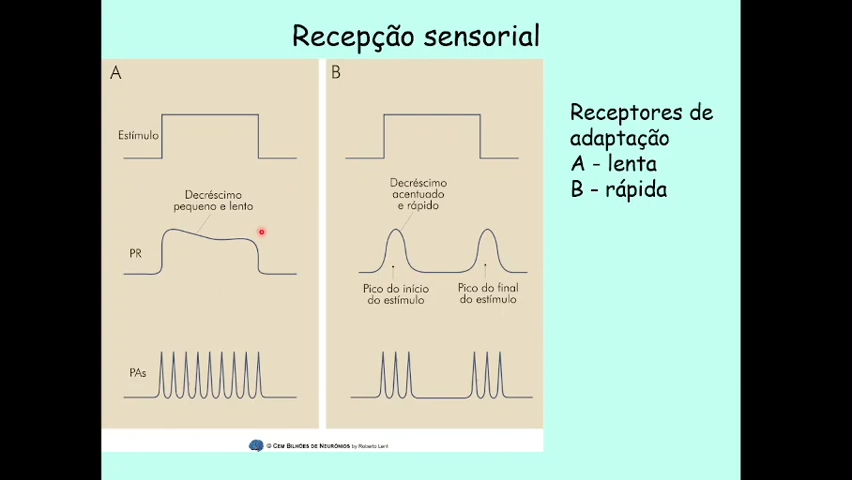 Recepção sensorial
A
Estímulo
Decréscimo
pequeno e lento
PR
PAs
B
Decréscimo
acentuado
e rápido
Pico do início
do estímulo
Pico do final
do estímulo
Receptores de
adaptação
A - lenta
B - rápida
© CEM BILHÕES DE NEURÔNIOS by Roberto Lent